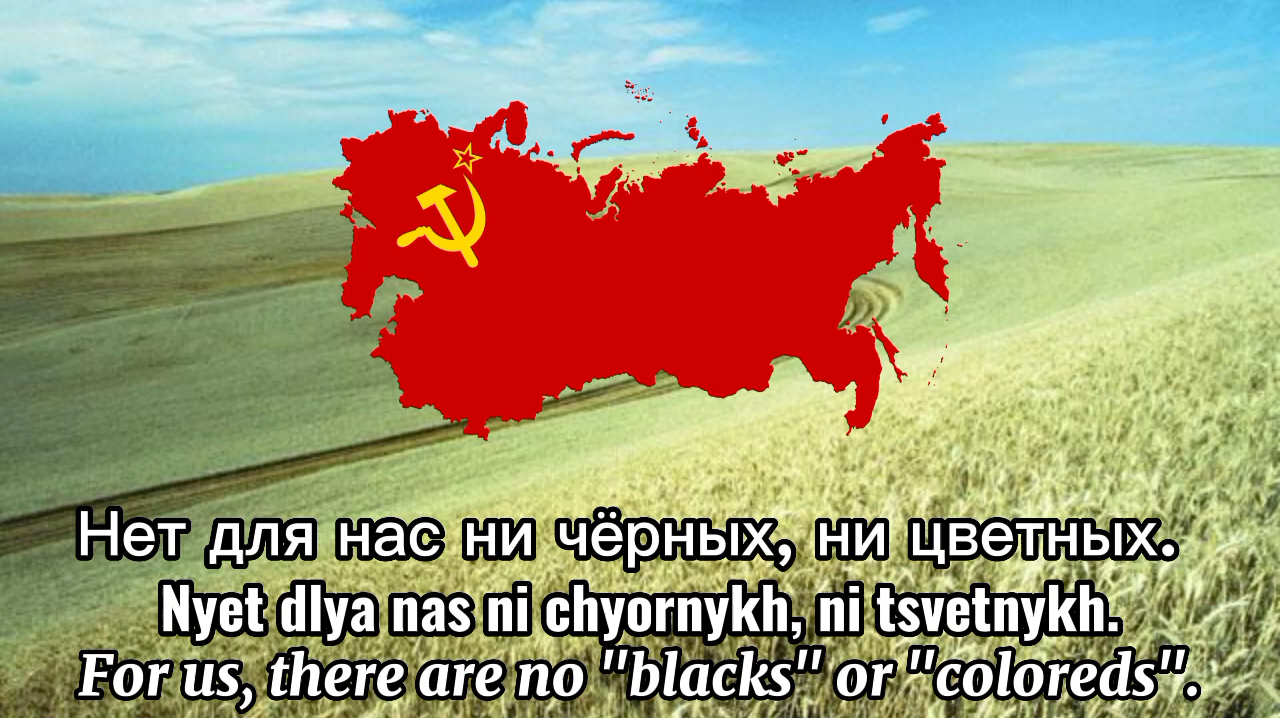 Нет для нас ни чёрных, ни цветных.
Nyet dlya nas ni chyornykh, ni tsvetnykh.
For us, there are no "blacks" or "coloreds".